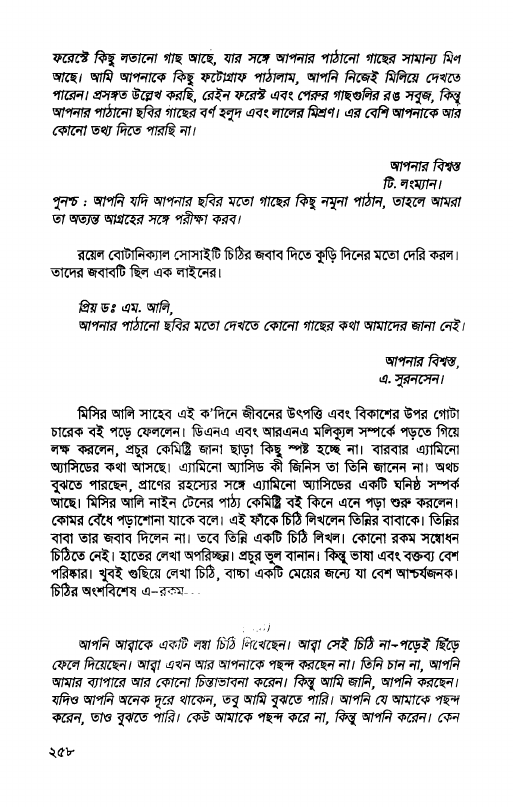 ফরেস্টে কিছু লতানো গাছ আছে, যার সঙ্গে আপনার পাঠানো গাছের সামান্য মিল
আছে। আমি আপনাকে কিছু ফটোগ্রাফ পাঠালাম, আপনি নিজেই মিলিয়ে দেখতে
পারেন। প্রসঙ্গত উল্লেখ করছি, রেইন ফরেস্ট এবং পেরুর গাছগুলির রঙ সবুজ, কিন্তু
আপনার পাঠানো ছবির গাছের বর্ণ হলুদ এবং লালের মিশ্রণ। এর বেশি আপনাকে আর
কোনো তথ্য দিতে পারছি না।
আপনার বিশ্বস্ত
টি. লংম্যান।
পুনশ্চ : আপনি যদি আপনার ছবির মতো গাছের কিছু নমুনা পাঠান, তাহলে আমরা
তা অত্যন্ত আগ্রহের সঙ্গে পরীক্ষা করব।
রয়েল বোটানিক্যাল সোসাইটি চিঠির জবাব দিতে কুড়ি দিনের মতো দেরি করল।
তাদের জবাবটি ছিল এক লাইনের।
প্রিয় ডঃ এম. আলি,
আপনার পাঠানো ছবির মতো দেখতে কোনো গাছের কথা আমাদের জানা নেই।
আপনার বিশ্বস্ত,
এ. সুরনসেন।
মিসির আলি সাহেব এই ক'দিনে জীবনের উৎপত্তি এবং বিকাশের উপর গোটা
চারেক বই পড়ে ফেললেন। ডিএনএ এবং আরএনএ মলিক্যুল সম্পর্কে পড়তে গিয়ে
লক্ষ করলেন, প্রচুর কেমিষ্ট্রি জানা ছাড়া কিছু স্পষ্ট হচ্ছে না। বারবার এ্যামিনো
অ্যাসিডের কথা আসছে। এ্যামিনো অ্যাসিড কী জিনিস তা তিনি জানেন না। অথচ
বুঝতে পারছেন, প্রাণের রহস্যের সঙ্গে এ্যামিনো অ্যাসিডের একটি ঘনিষ্ঠ সম্পর্ক
আছে। মিসির আলি নাইন টেনের পাঠ্য কেমিষ্ট্রি বই কিনে এনে পড়া শুরু করলেন।
কোমর বেঁধে পড়াশোনা যাকে বলে। এই ফাঁকে চিঠি লিখলেন তিন্নির বাবাকে। তিন্নির
বাবা তার জবাব দিলেন না। তবে তিন্নি একটি চিঠি লিখল। কোনো রকম সম্বোধন
চিঠিতে নেই। হাতের লেখা অপরিচ্ছন্ন। প্রচুর ভুল বানান। কিন্তু ভাষা এবং বক্তব্য বেশ
পরিষ্কার। খুবই গুছিয়ে লেখা চিঠি, বাচ্চা একটি মেয়ের জন্যে যা বেশ আশ্চর্যজনক।
চিঠির অংশবিশেষ এ-রকম---
আপনি আব্বাকে একটি লম্বা চিঠি লিখেছেন। আব্বা সেই চিঠি না-পড়েই ছিঁড়ে
ফেলে দিয়েছেন। আব্বা এখন আর আপনাকে পছন্দ করছেন না। তিনি চান না, আপনি
আমার ব্যাপারে আর কোনো চিন্তাভাবনা করেন। কিন্তু আমি জানি, আপনি করছেন।
যদিও আপনি অনেক দূরে থাকেন, তবু আমি বুঝতে পারি। আপনি যে আমাকে পছন্দ
করেন, তাও বুঝতে পারি। কেউ আমাকে পছন্দ করে না, কিন্তু আপনি করেন। কেন
২৫৮